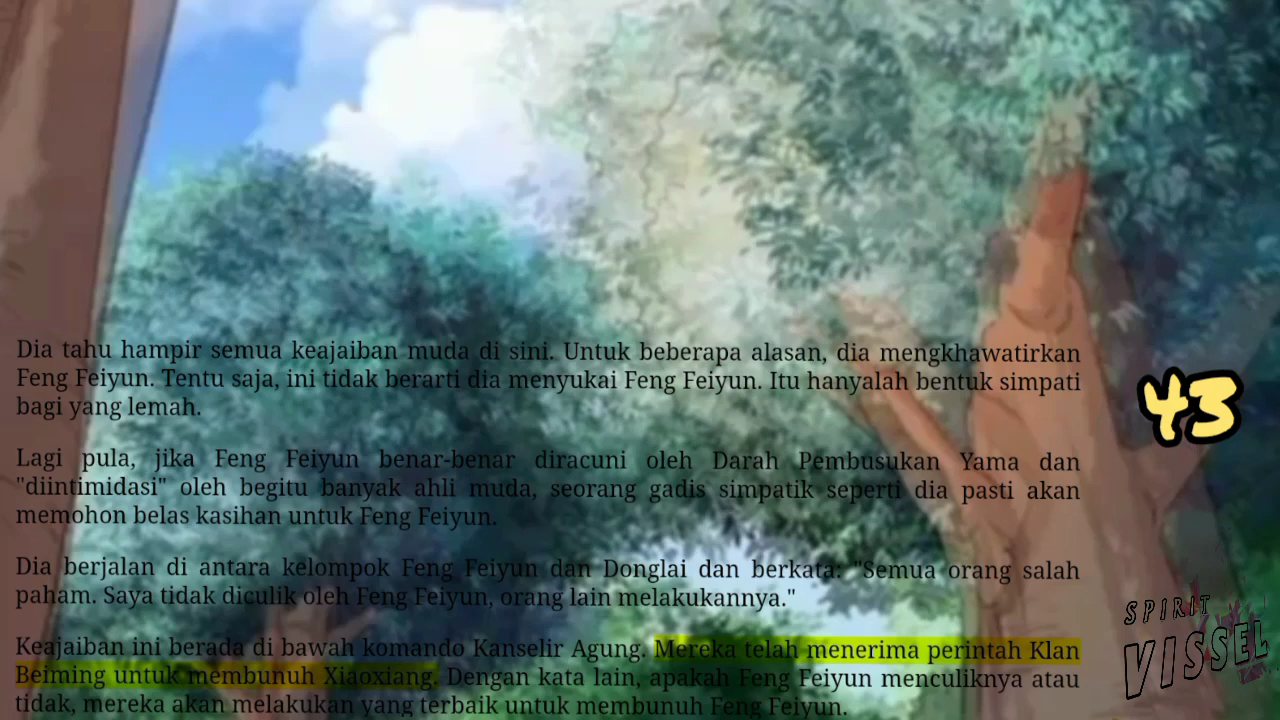 Dia tahu hampir semua keajaiban muda di sini. Untuk beberapa alasan, dia mengkhawatirkan
Feng Feiyun. Tentu saja, ini tidak berarti dia menyukai Feng Feiyun. Itu hanyalah bentuk simpati
bagi yang lemah.
Lagi pula, jika Feng Feiyun benar-benar diracuni oleh Darah Pembusukan Yama dan
"diintimidasi" oleh begitu banyak ahli muda, seorang gadis simpatik seperti dia pasti akan
memohon belas kasihan untuk Feng Feiyun.
Dia berjalan di antara kelompok Feng Feiyun dan Donglai dan berkata: "Semua orang salah
paham. Saya tidak diculik oleh Feng Feiyun, orang lain melakukannya."
Keajaiban ini berada di bawah komando Kanselir Agung. Mereka telah menerima perintah Klan
Beiming untuk membunuh Xiaoxiang. Dengan kata lain, apakah Feng Feiyun menculiknya atau
tidak, mereka akan melakukan yang terbaik untuk membunuh Feng Feiyun.
43
SPIRIT
VISSEL